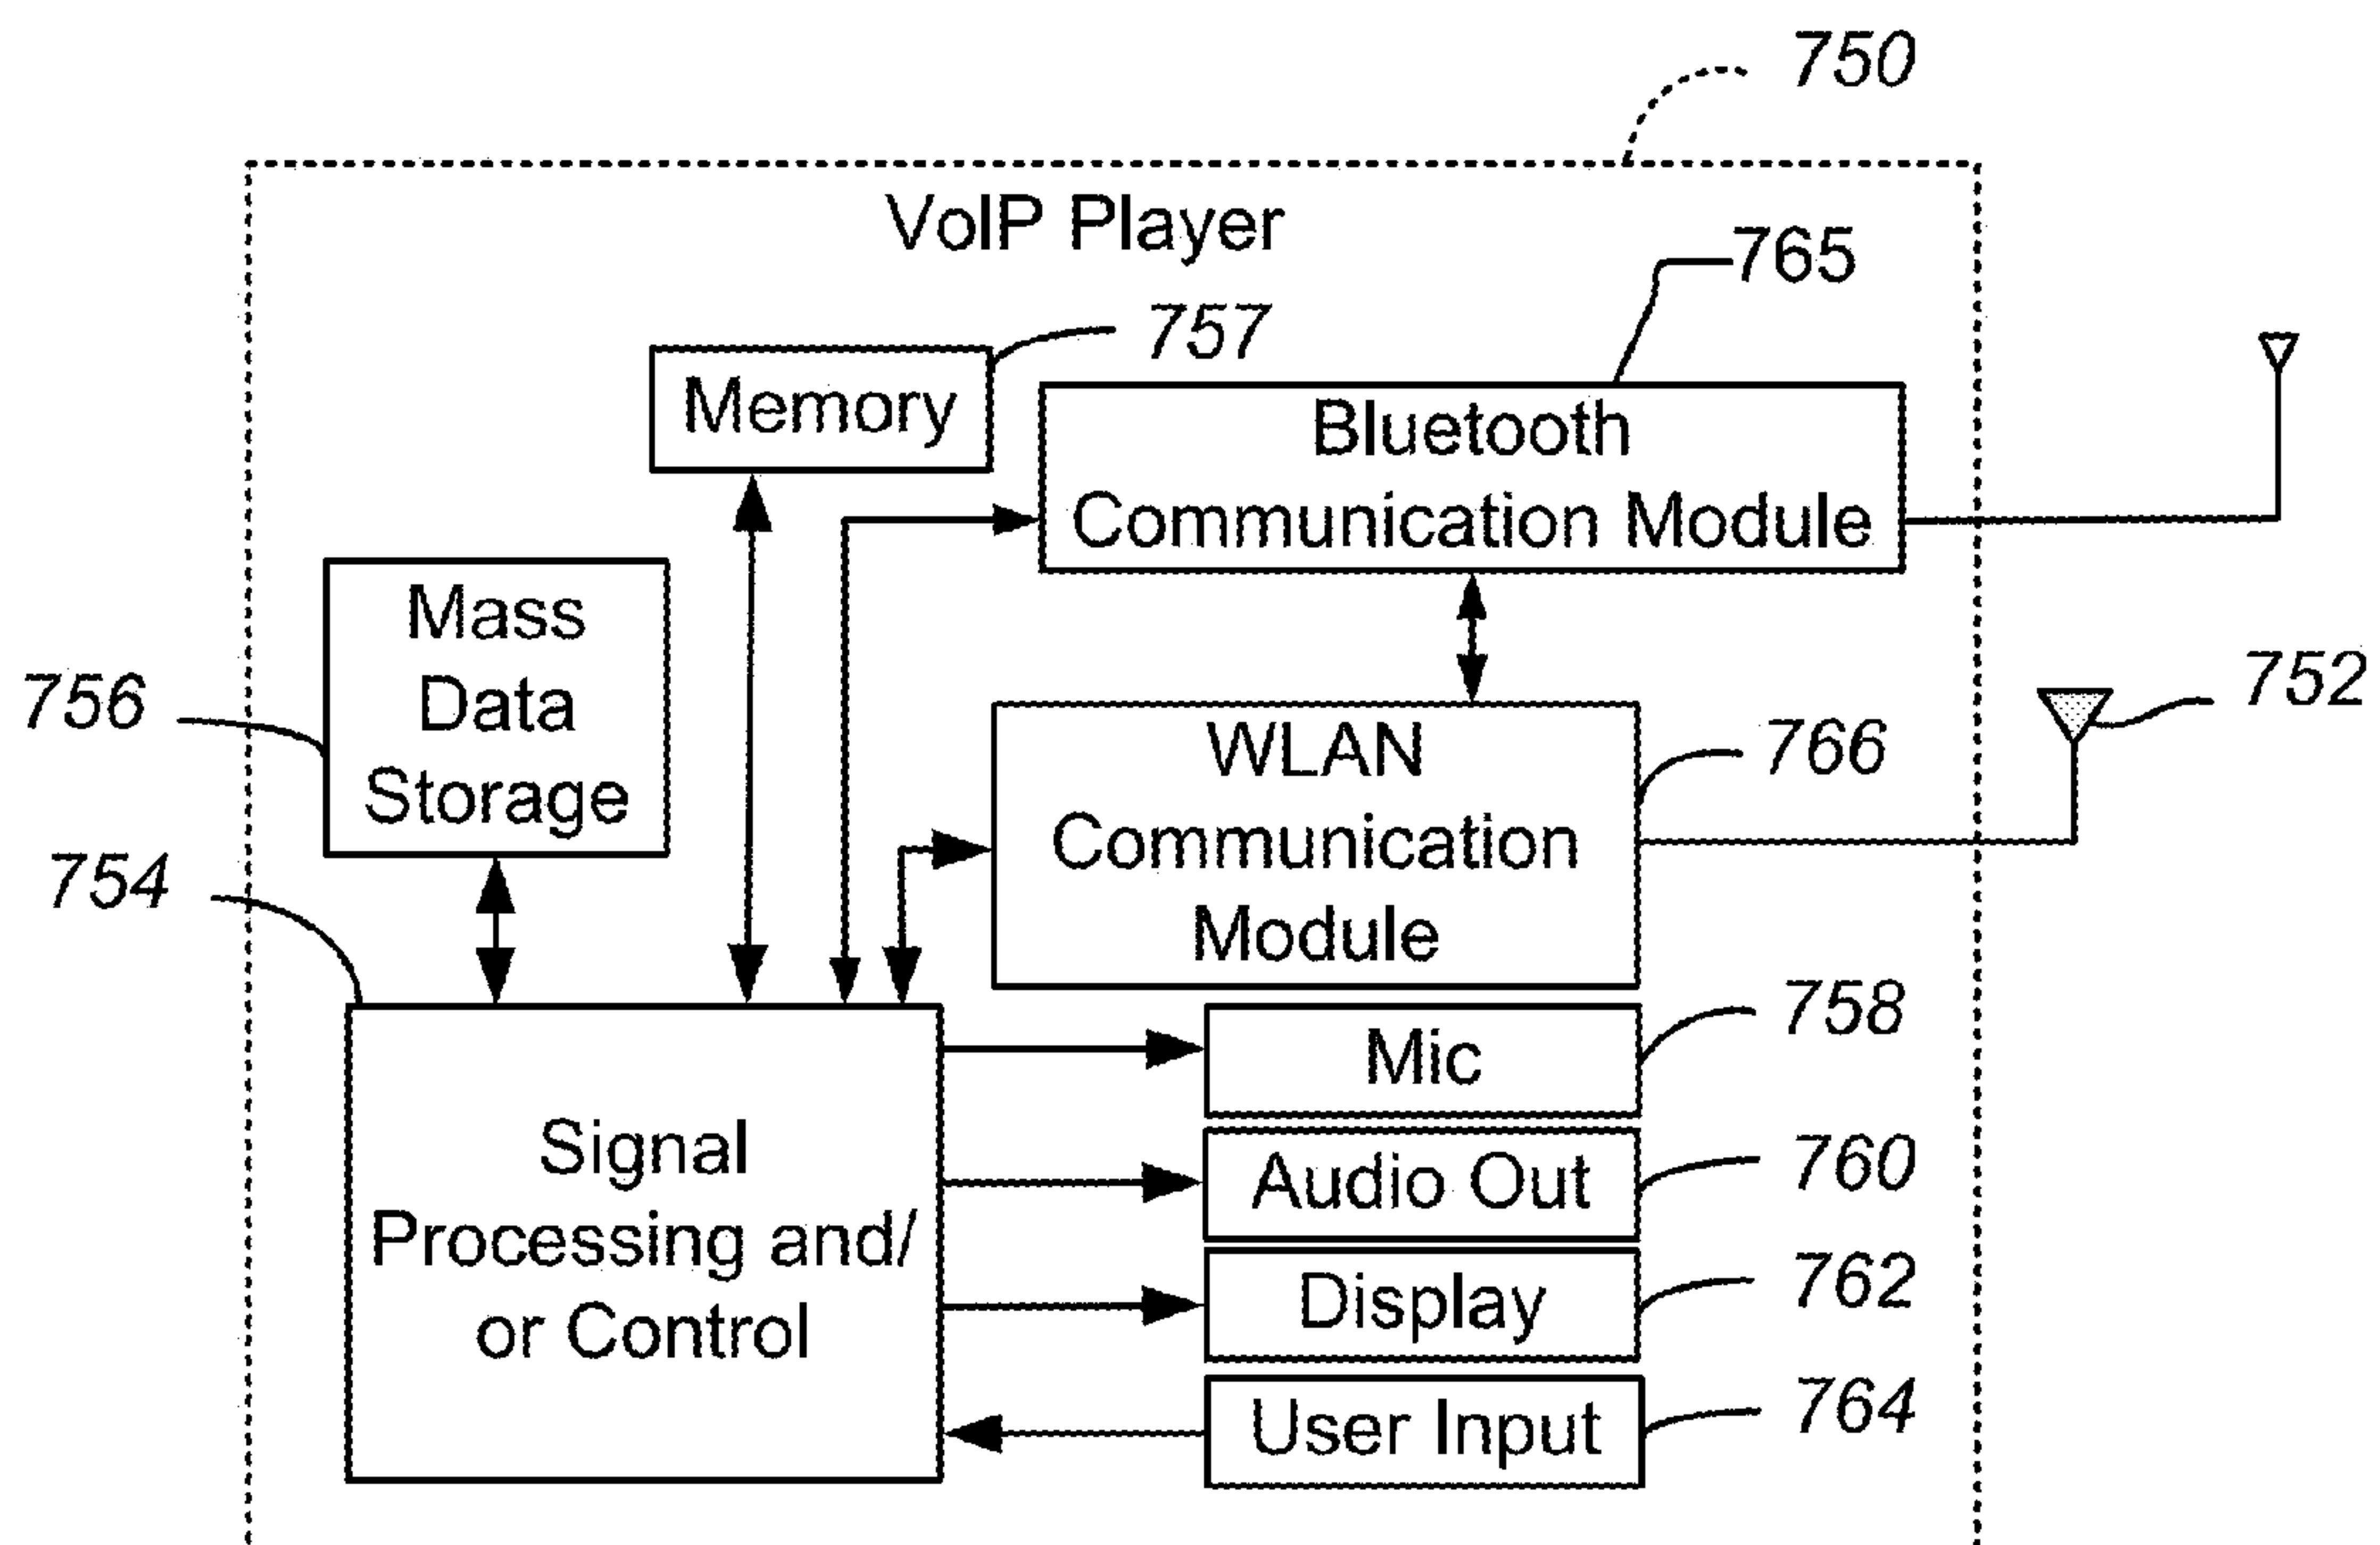 750
VoIP Player
765
757
Memory
Bluetooth
Communication Module
Mass
Data
Storage
756
752
WLAN
Communication
Module
766
754
758
Mic
Signal
Processing and/
or Control
Audio Out
760
Display
762
User Input
764